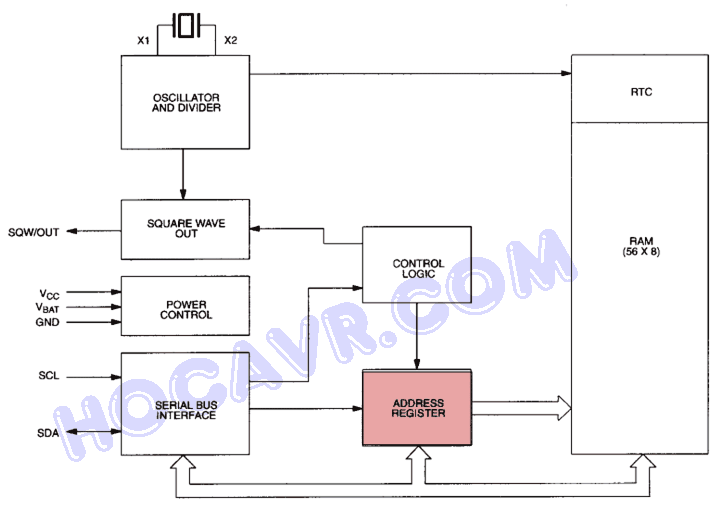 X1
X2
OSCILLATOR
AND DIVIDER
RTC
SQUARE WAVE
OUT
SQW/OUT
RAM
(56 X 8)
CONTROL
LOGIC
VCC
VBAT
GND
POWER
CONTROL
SCL
SERIAL BUS
INTERFACE
SDA
ADDRESS
REGISTER
HOCAVR.COM